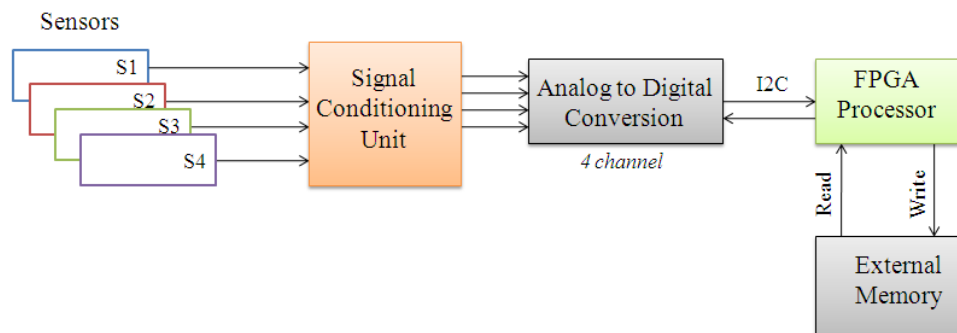 Sensors
S1
S2
S3
S4
Signal
Conditioning
Unit
Analog to Digital
Conversion
4 channel
I2C
FPGA
Processor
Read
Write
External
Memory